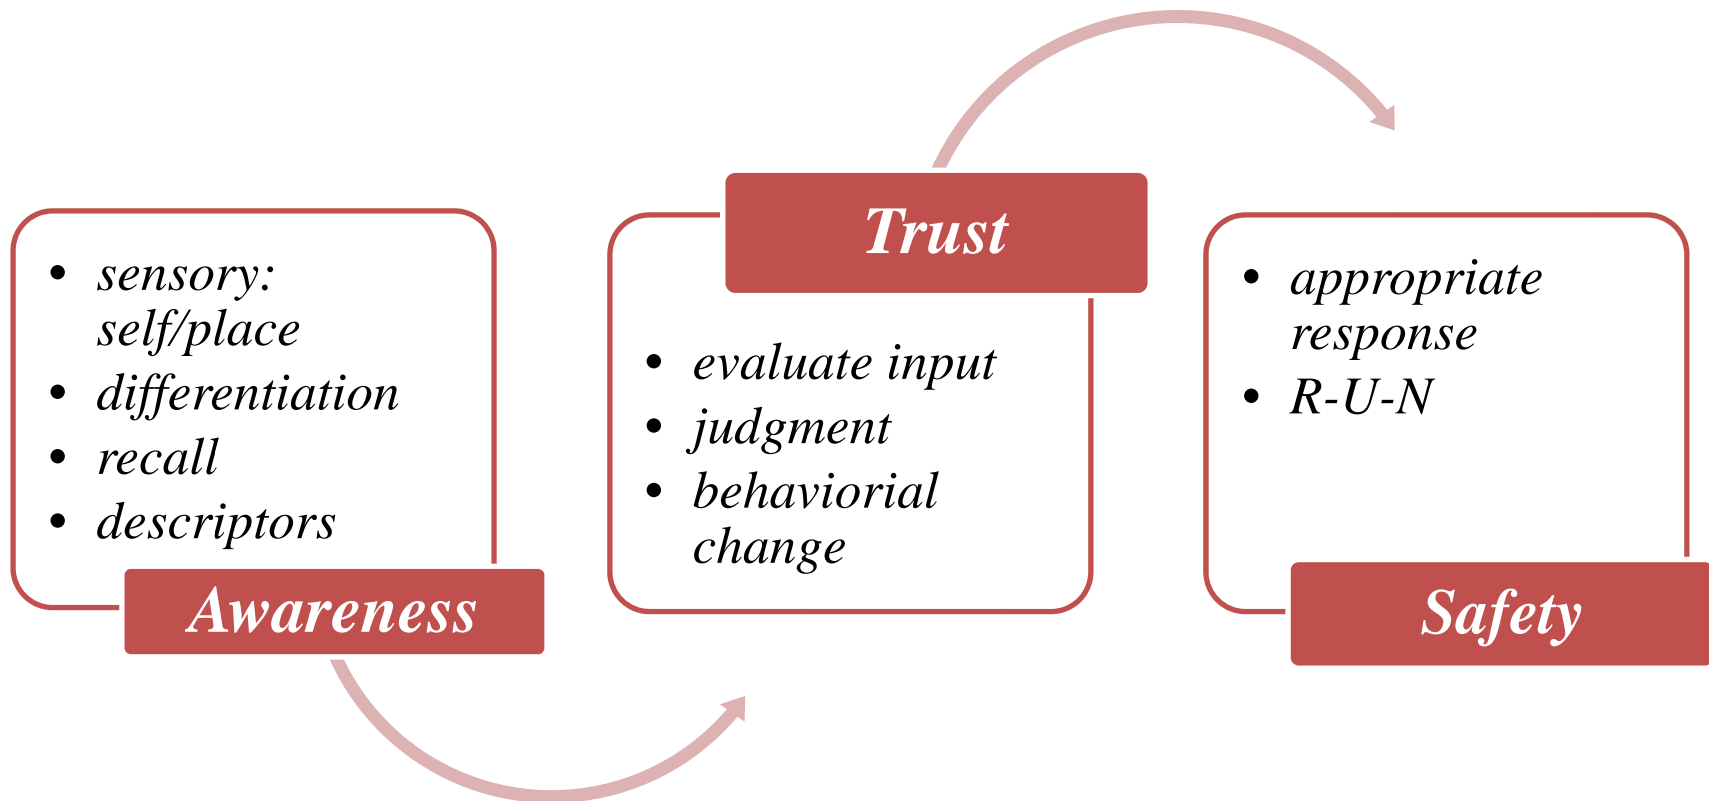 • sensory:
self/place
• differentiation
• recall
• descriptors
Awareness
Trust
• evaluate input
• judgment
• behaviorial
change
• appropriate
response
• R-U-N
Safety